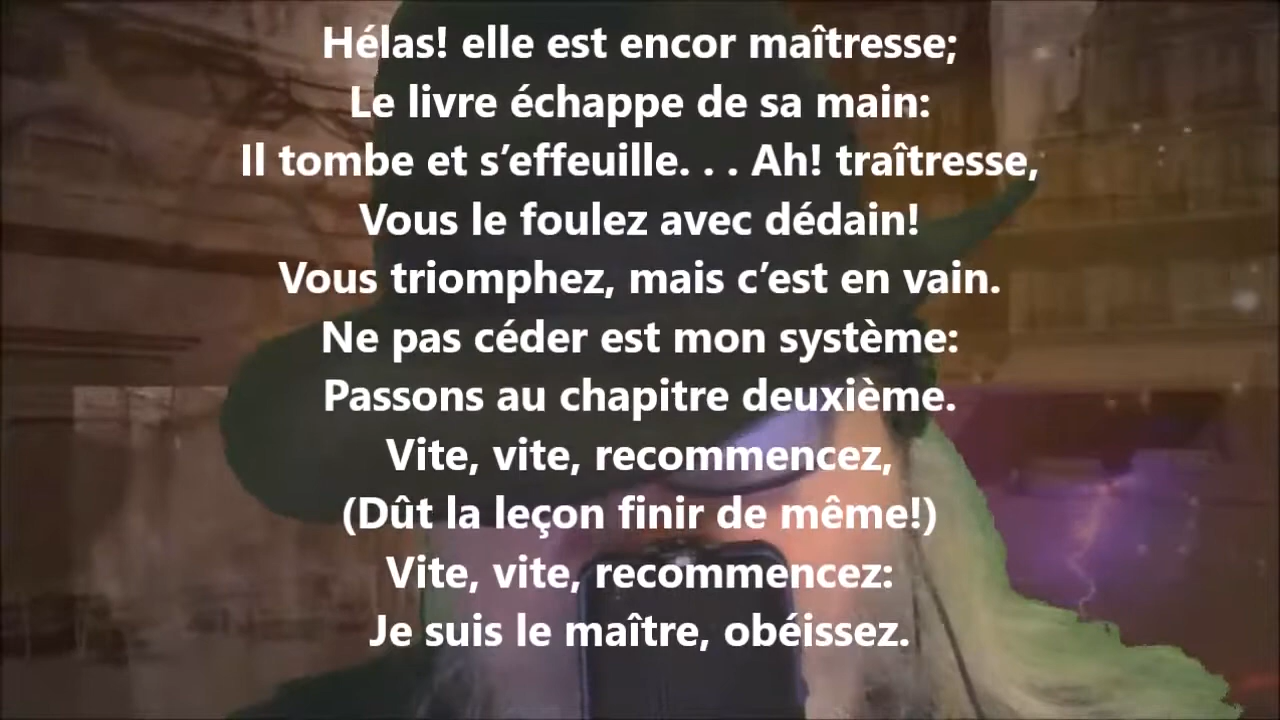 Hélas! elle est encor maîtresse;
Le livre échappe de sa main:
Il tombe et s’effeuille. . . Ah! traîtresse,
Vous le foulez avec dédain!
Vous triomphez, mais c’est en vain.
Ne pas céder est mon système:
Passons au chapitre deuxième.
Vite, vite, recommencez,
(Dût la leçon finir de même!)
Vite, vite, recommencez:
Je suis le maître, obéissez.